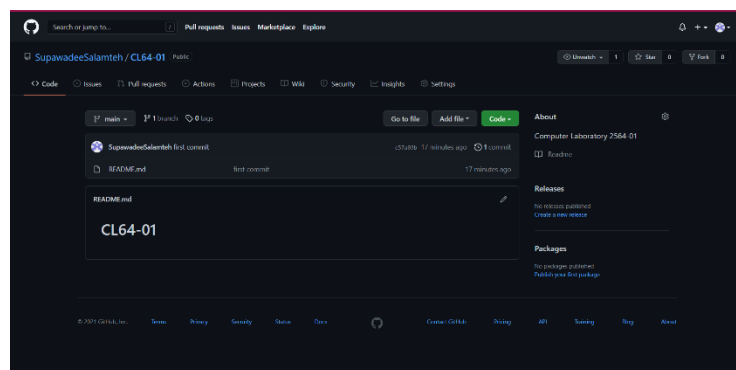 Search or jump to... / Pull requests Issues Marketplace Explore
SupawadeeSalamteh / CL64-01 Public
Unwatch 1 Star 0 Fork 0
Code Issues Pull requests Actions Projects Wiki Security Insights Settings
main 1 branch 0 tags Go to file Add file Code
SupawadeeSalamteh first commit 17 minutes ago 1 commit
README.md first commit 17 minutes ago
README.md
CL64-01
About
Computer Laboratory 2564-01
Readme
Releases
No releases published
Create a new release
Packages
No packages published
Publish your first package
© 2021 GitHub, Inc. Terms Privacy Security Status Docs Contact GitHub Pricing API Training Blog About